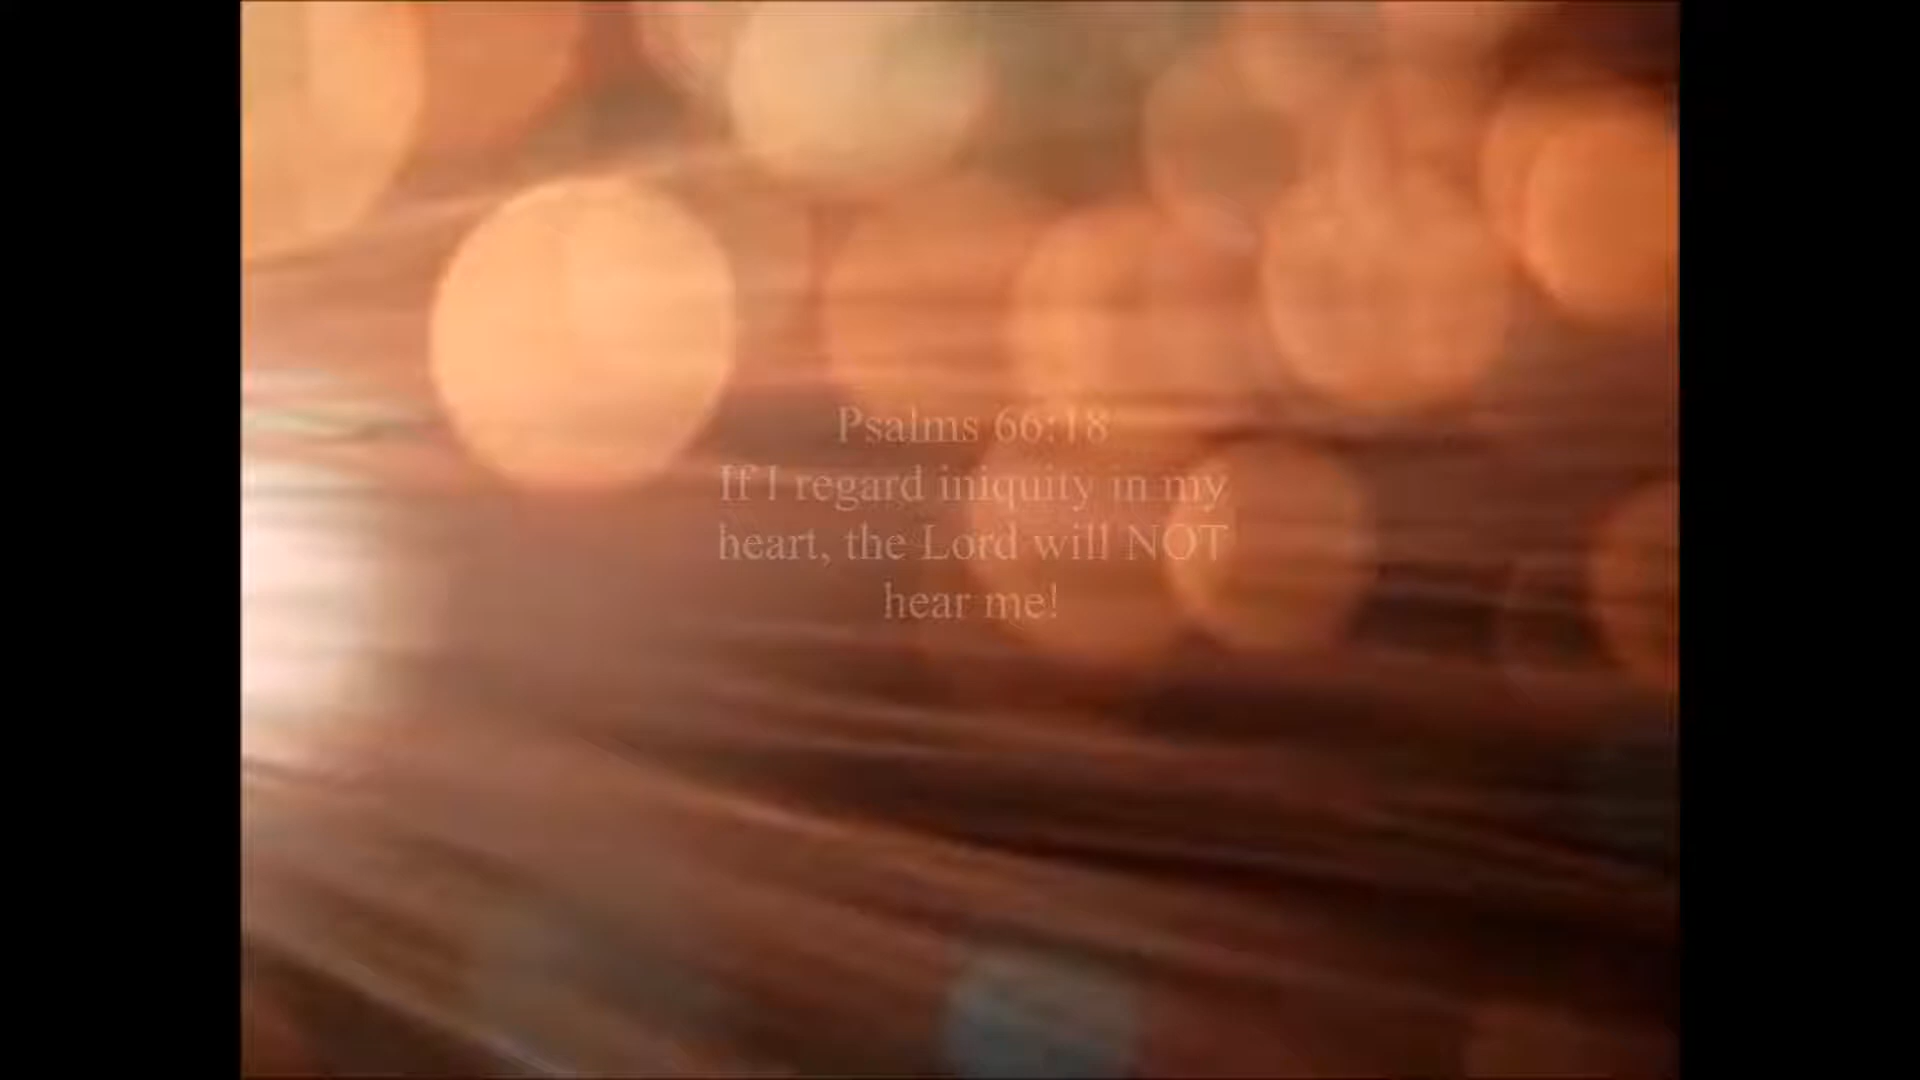 Psalms 66:18
If I regard iniquity in my
heart, the Lord will NOT
hear me!